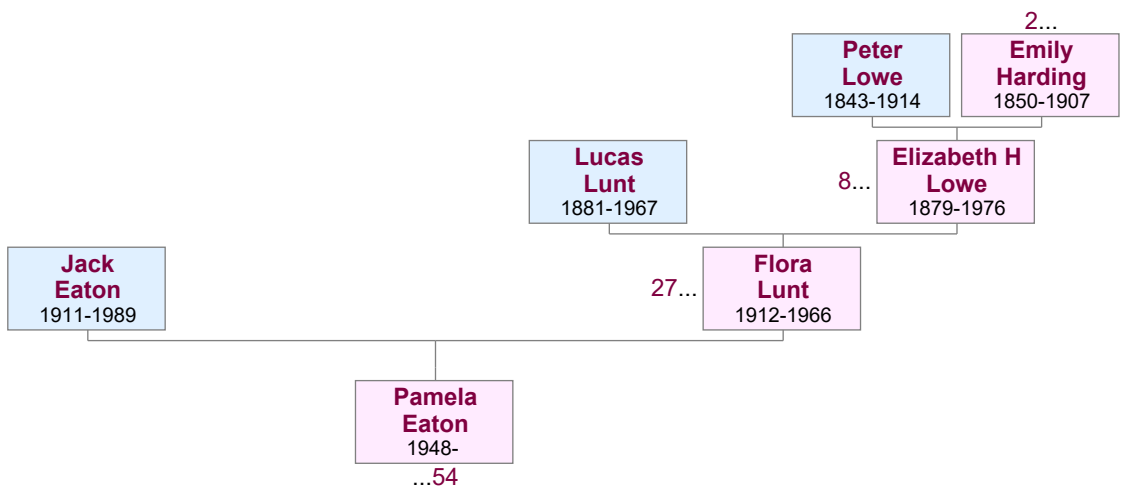 2...
Peter
Lowe
1843-1914
Emily
Harding
1850-1907
Lucas
Lunt
1881-1967
8...
Elizabeth H
Lowe
1879-1976
Jack
Eaton
1911-1989
27...
Flora
Lunt
1912-1966
Pamela
Eaton
1948-
...54